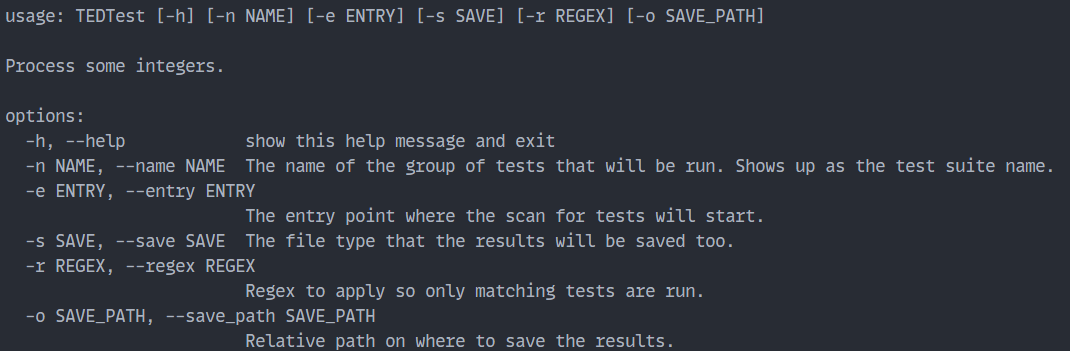 usage: TEDTest [-h] [-n NAME] [-e ENTRY] [-s SAVE] [-r REGEX] [-o SAVE_PATH]
Process some integers.
options:
-h, --help show this help message and exit
-n NAME, --name NAME The name of the group of tests that will be run. Shows up as the test suite name.
-e ENTRY, --entry ENTRY
The entry point where the scan for tests will start.
-s SAVE, --save SAVE The file type that the results will be saved too.
-r REGEX, --regex REGEX
Regex to apply so only matching tests are run.
-o SAVE_PATH, --save_path SAVE_PATH
Relative path on where to save the results.